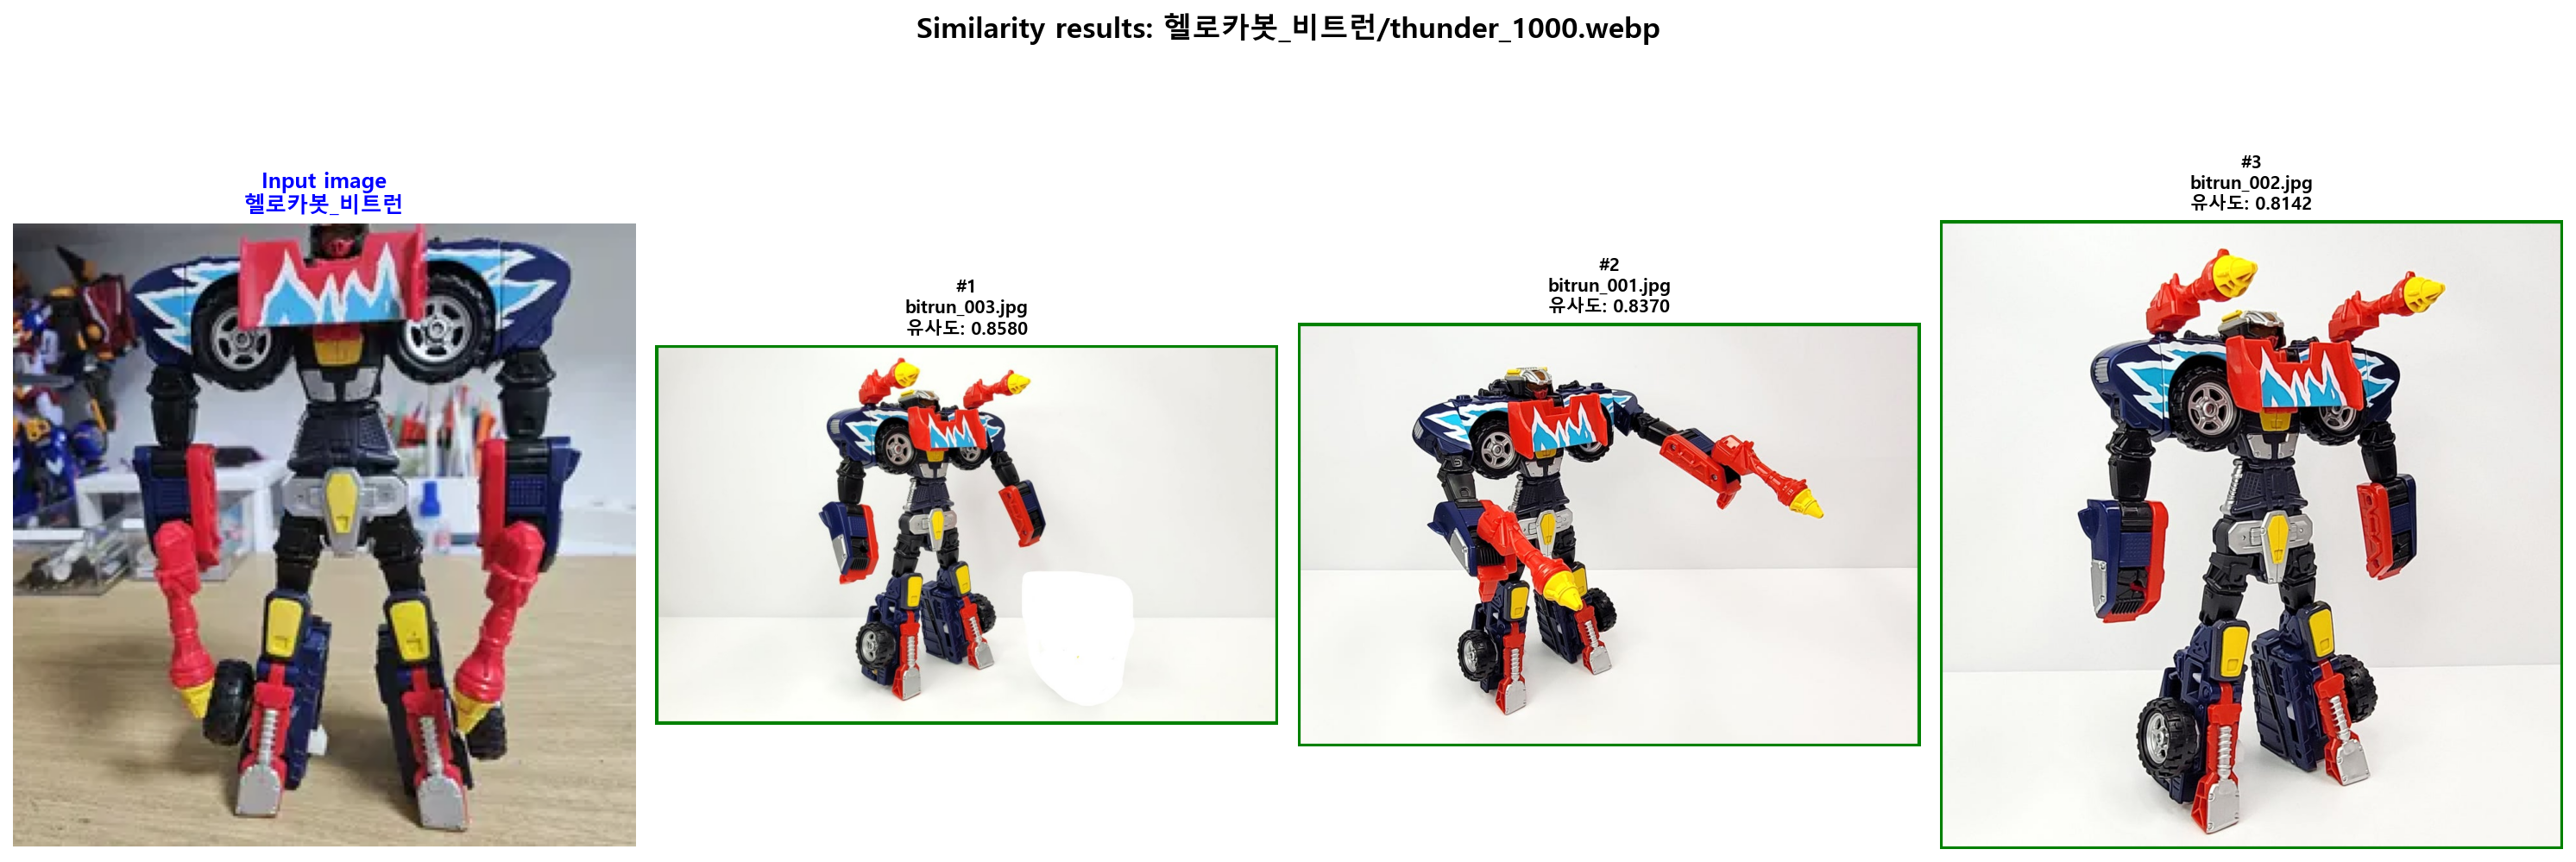 Similarity results: 헬로카봇_비트런/thunder_1000.webp
Input image
헬로카봇_비트런
#1
bitrun_003.jpg
유사도: 0.8580
#2
bitrun_001.jpg
유사도: 0.8370
#3
bitrun_002.jpg
유사도: 0.8142